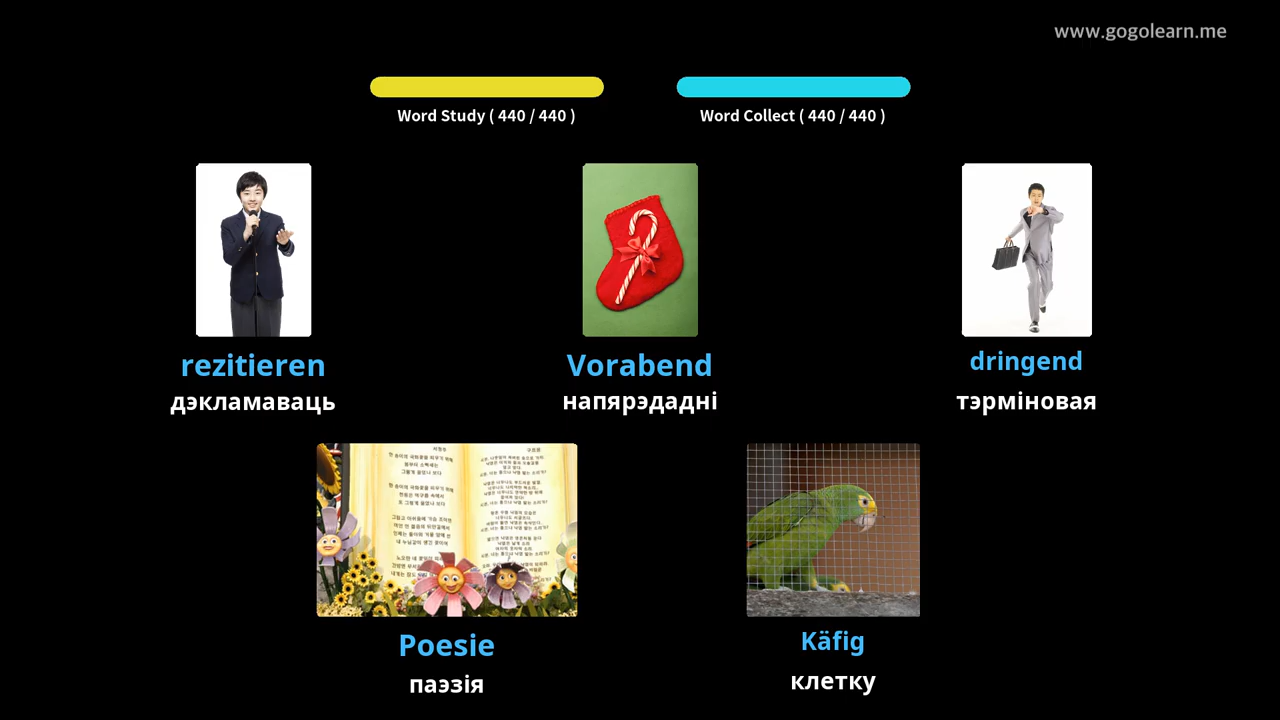 www.gogolearn.me
Word Study ( 440 / 440 )
Word Collect ( 440 / 440 )
rezitieren
дэкламаваць
Vorabend
напярэдадні
dringend
тэрміновая
Poesie
паэзія
Käfig
клетку